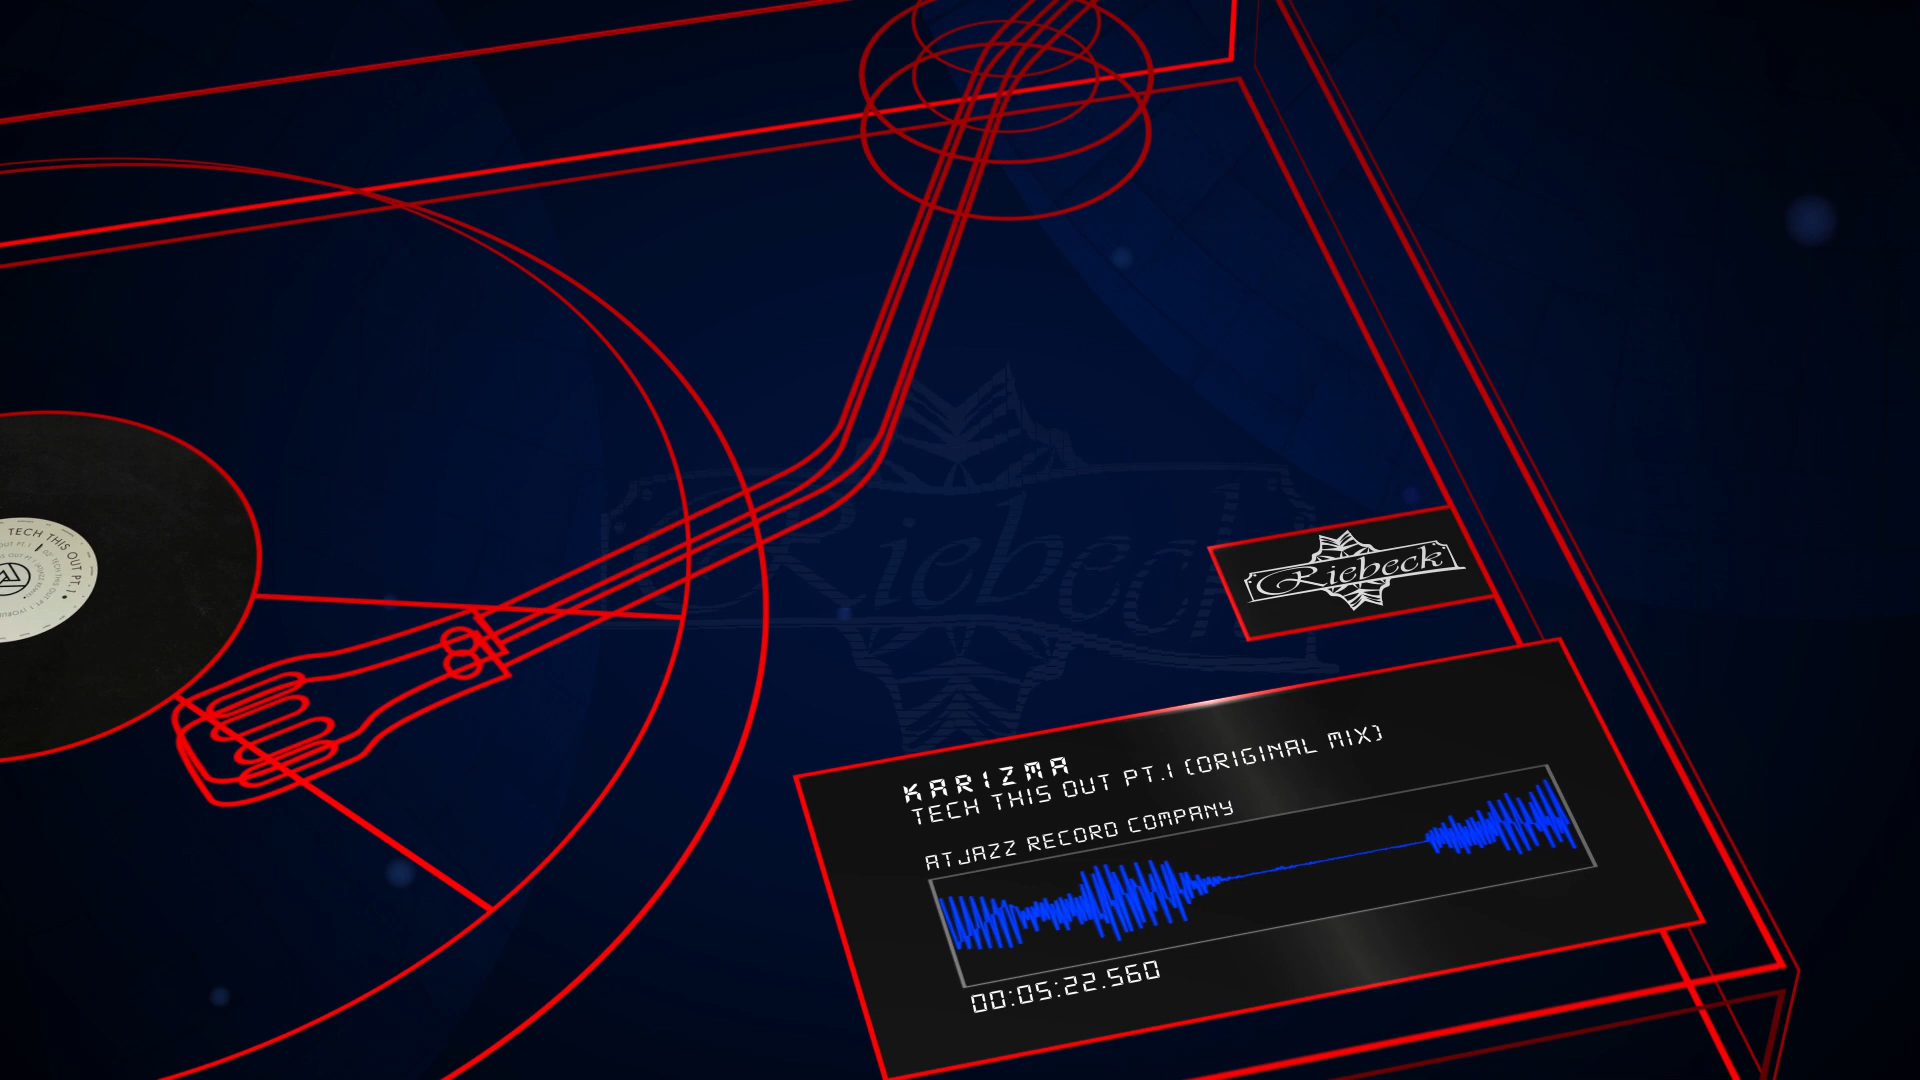 TECH THIS OUT PT.1 •
Riebeck
Riebeck
KARIZMA
TECH THIS OUT PT.1 (ORIGINAL MIX)
ATJAZZ RECORD COMPANY
00:05:22.560